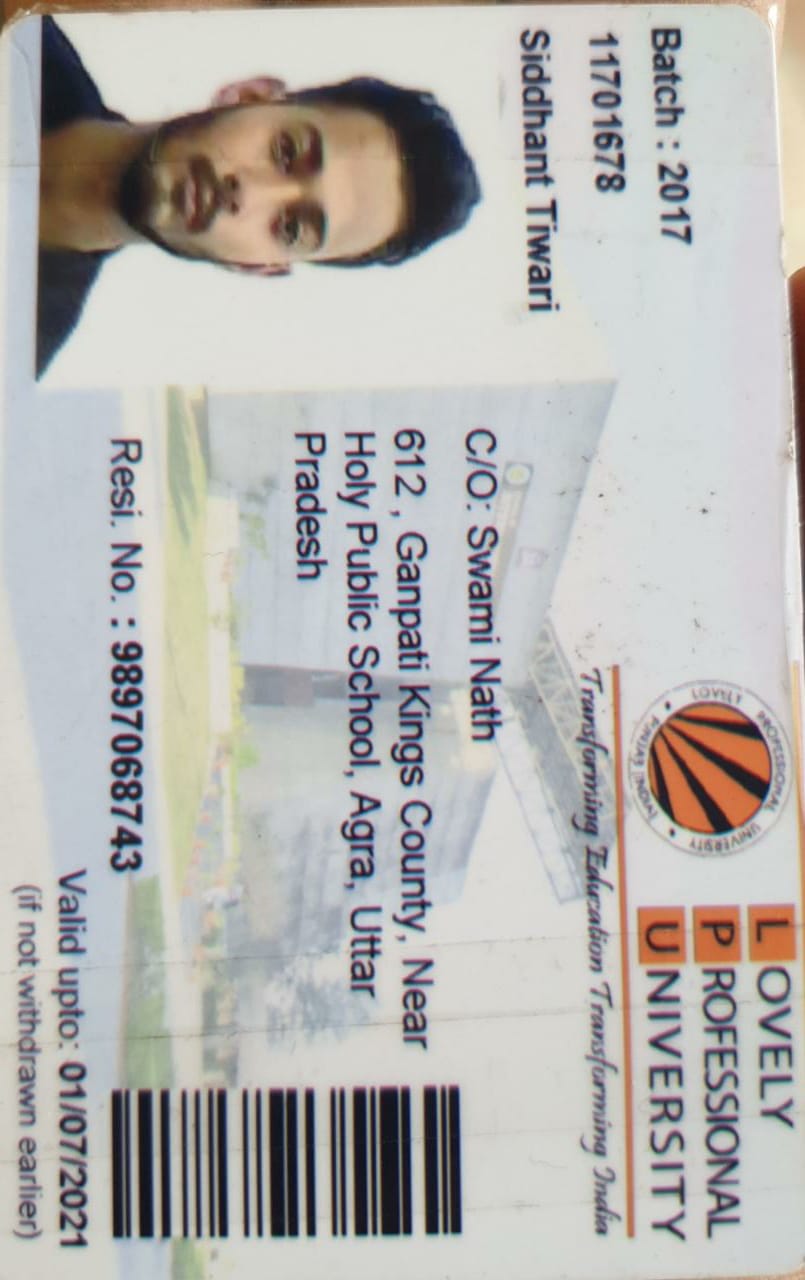 LOVELY
PROFESSIONAL
UNIVERSITY
LOVELY PROFESSIONAL UNIVERSITY
PUNJAB (INDIA)
Transforming Education Transforming India
Batch : 2017
11701678
Siddhant Tiwari
C/O: Swami Nath
612 , Ganpati Kings County, Near
Holy Public School, Agra, Uttar
Pradesh
Resi. No. : 9897068743
Valid upto: 01/07/2021
(if not withdrawn earlier)